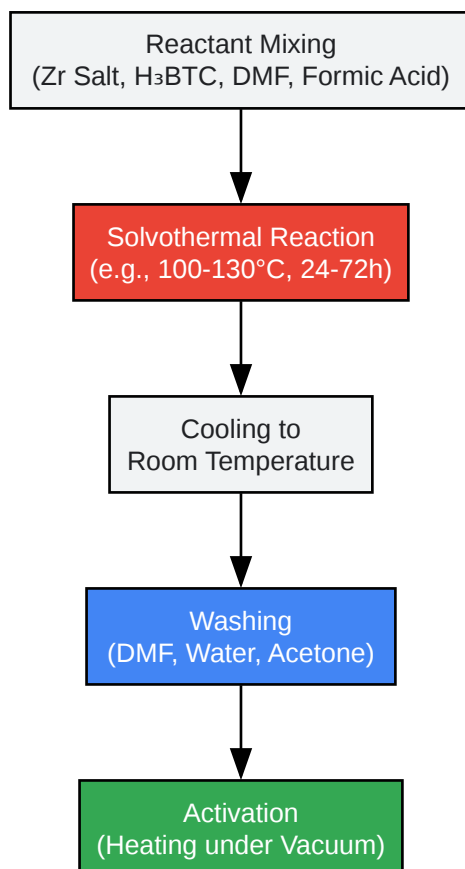 Reactant Mixing
(Zr Salt, H₃BTC, DMF, Formic Acid)
Solvothermal Reaction
(e.g., 100-130°C, 24-72h)
Cooling to
Room Temperature
Washing
(DMF, Water, Acetone)
Activation
(Heating under Vacuum)